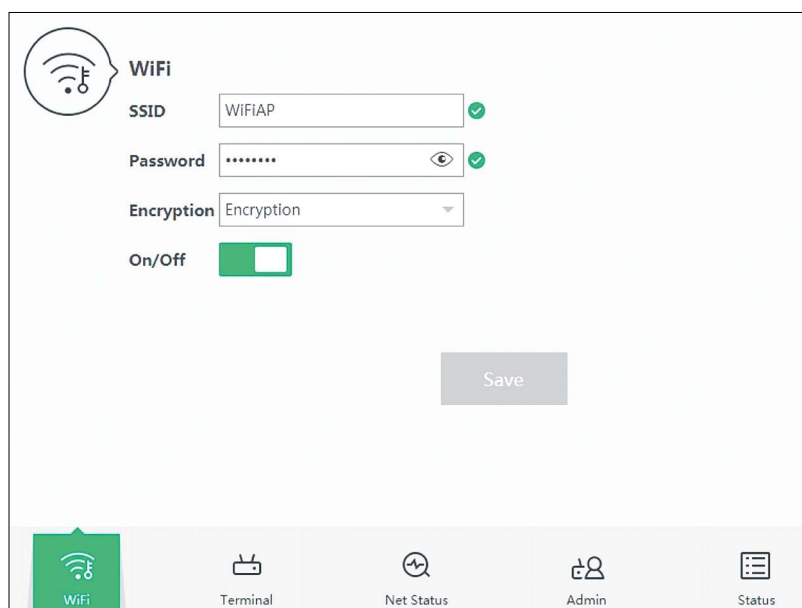 WiFi
SSID WiFiAP
Password ••••••••
Encryption Encryption
On/Off
Save
WiFi Terminal Net Status Admin Status